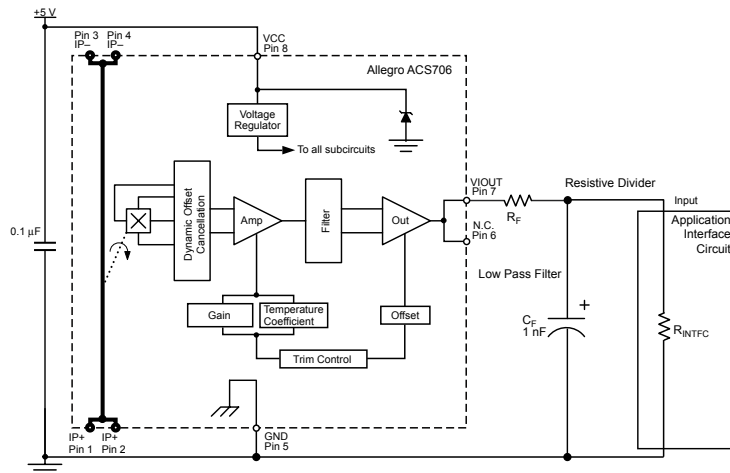 +5 V
Pin 3 Pin 4
IP– IP–
VCC
Pin 8
Allegro ACS706
Voltage
Regulator
To all subcircuits
VIOUT
Pin 7
Resistive Divider
Input
RF
Application
Interface
Circuit
N.C.
Pin 6
Dynamic Offset
Cancellation
Amp
Filter
Out
0.1 μF
Low Pass Filter
Gain
Temperature
Coefficient
Offset
CF
1 nF
RINTFC
Trim Control
IP+ IP+
Pin 1 Pin 2
GND
Pin 5
+